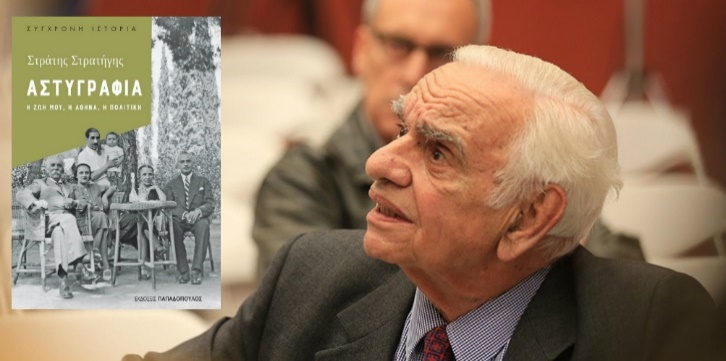 ΣΥΓΧΡΟΝΗ ΙΣΤΟΡΙΑ
Στράτης Στρατήγης
ΑΣΤΥΓΡΑΦΙΑ
Η ΖΩΗ ΜΟΥ, Η ΑΘΗΝΑ, Η ΠΟΛΙΤΙΚΗ
ΕΚΔΟΣΕΙΣ ΠΑΠΑΔΟΠΟΥΛΟΣ